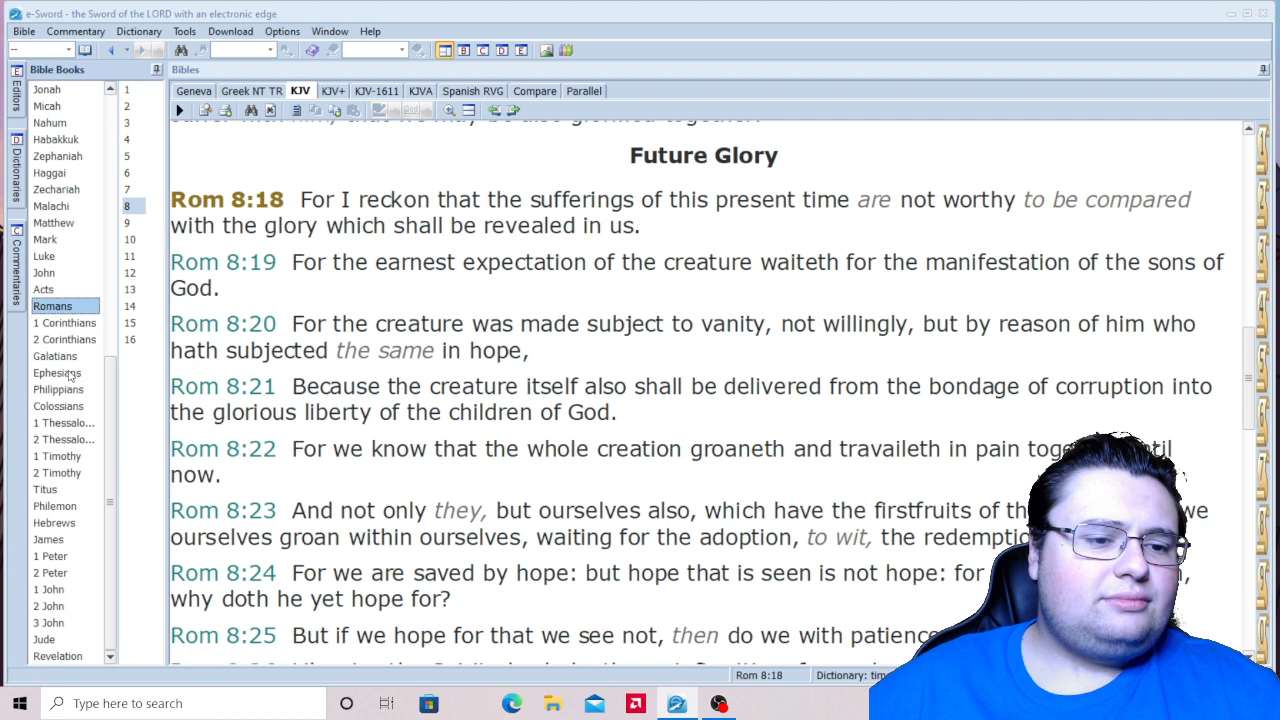 e-Sword - the Sword of the LORD with an electronic edge
Bible Commentary Dictionary Tools Download Options Window Help
--
Bible Books
Bibles
Editors
Dictionaries
Commentaries
Jonah
Micah
Nahum
Habakkuk
Zephaniah
Haggai
Zechariah
Malachi
Matthew
Mark
Luke
John
Acts
Romans
1 Corinthians
2 Corinthians
Galatians
Ephesians
Philippians
Colossians
1 Thessalo...
2 Thessalo...
1 Timothy
2 Timothy
Titus
Philemon
Hebrews
James
1 Peter
2 Peter
1 John
2 John
3 John
Jude
Revelation
1
2
3
4
5
6
7
8
9
10
11
12
13
14
15
16
Geneva Greek NT TR KJV KJV+ KJV-1611 KJVA Spanish RVG Compare Parallel
Future Glory
Rom 8:18 For I reckon that the sufferings of this present time are not worthy to be compared
with the glory which shall be revealed in us.
Rom 8:19 For the earnest expectation of the creature waiteth for the manifestation of the sons of
God.
Rom 8:20 For the creature was made subject to vanity, not willingly, but by reason of him who
hath subjected the same in hope,
Rom 8:21 Because the creature itself also shall be delivered from the bondage of corruption into
the glorious liberty of the children of God.
Rom 8:22 For we know that the whole creation groaneth and travaileth in pain
now.
Rom 8:23 And not only they, but ourselves also, which have the firstfruits of we
ourselves groan within ourselves, waiting for the adoption, to wit, the
Rom 8:24 For we are saved by hope: but hope that is seen is not hope: for
why doth he yet hope for?
Rom 8:25 But if we hope for that we see not, then do we with
Rom 8:18
Dictionary:
Type here to search